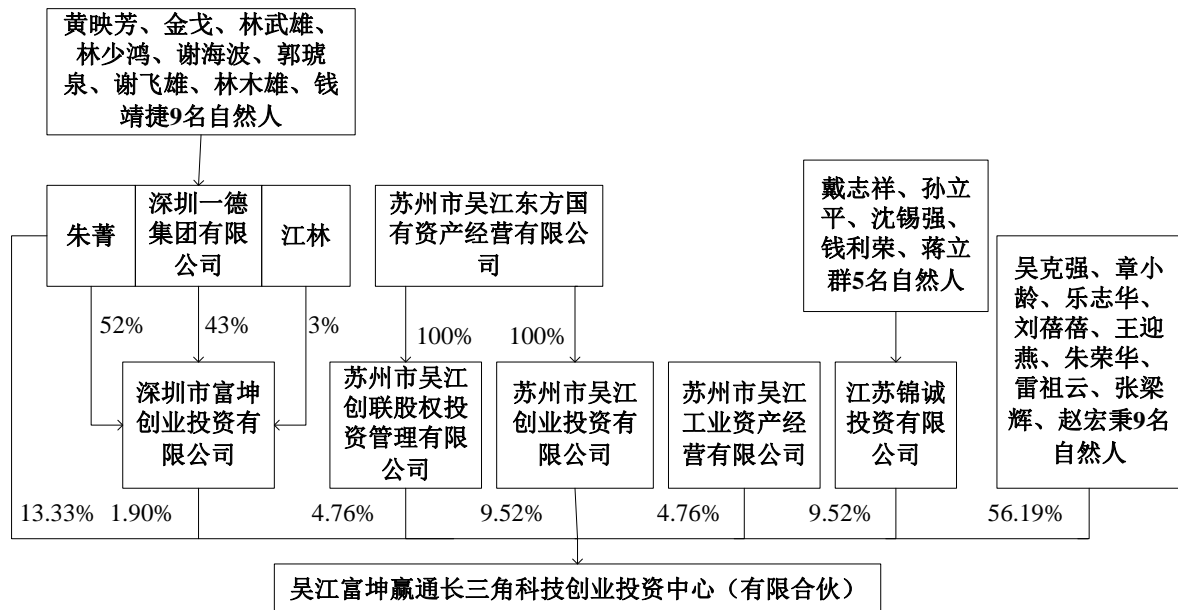 黄映芳、金戈、林武雄、
林少鸿、谢海波、郭琥
泉、谢飞雄、林木雄、钱
靖捷9名自然人
朱菁
深圳一德
集团有限
公司
江林
苏州市吴江东方国
有资产经营有限公
司
戴志祥、孙立
平、沈锡强、
钱利荣、蒋立
群5名自然人
吴克强、章小
龄、乐志华、
刘蓓蓓、王迎
燕、朱荣华、
雷祖云、张梁
辉、赵宏秉9名
自然人
52%
43%
3%
100%
100%
深圳市富坤
创业投资有
限公司
苏州市吴江
创联股权投
资管理有限
公司
苏州市吴江
创业投资有
限公司
苏州市吴江
工业资产经
营有限公司
江苏锦诚
投资有限
公司
13.33%
1.90%
4.76%
9.52%
4.76%
9.52%
56.19%
吴江富坤赢通长三角科技创业投资中心（有限合伙）